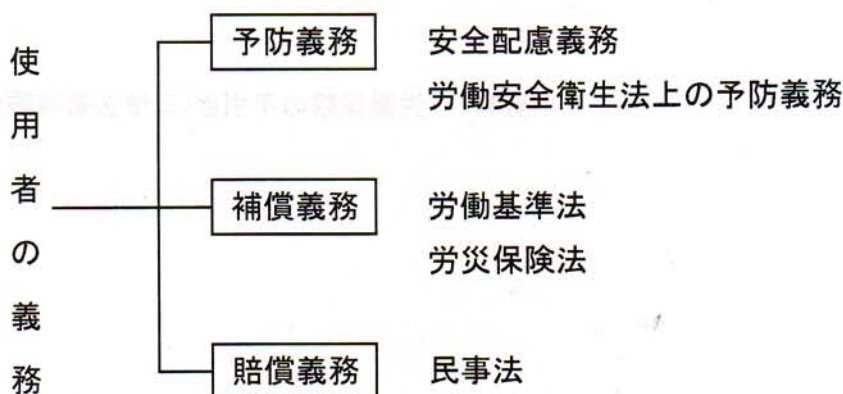 使用者の義務
予防義務 安全配慮義務
労働安全衛生法上の予防義務
補償義務 労働基準法
労災保険法
賠償義務 民事法